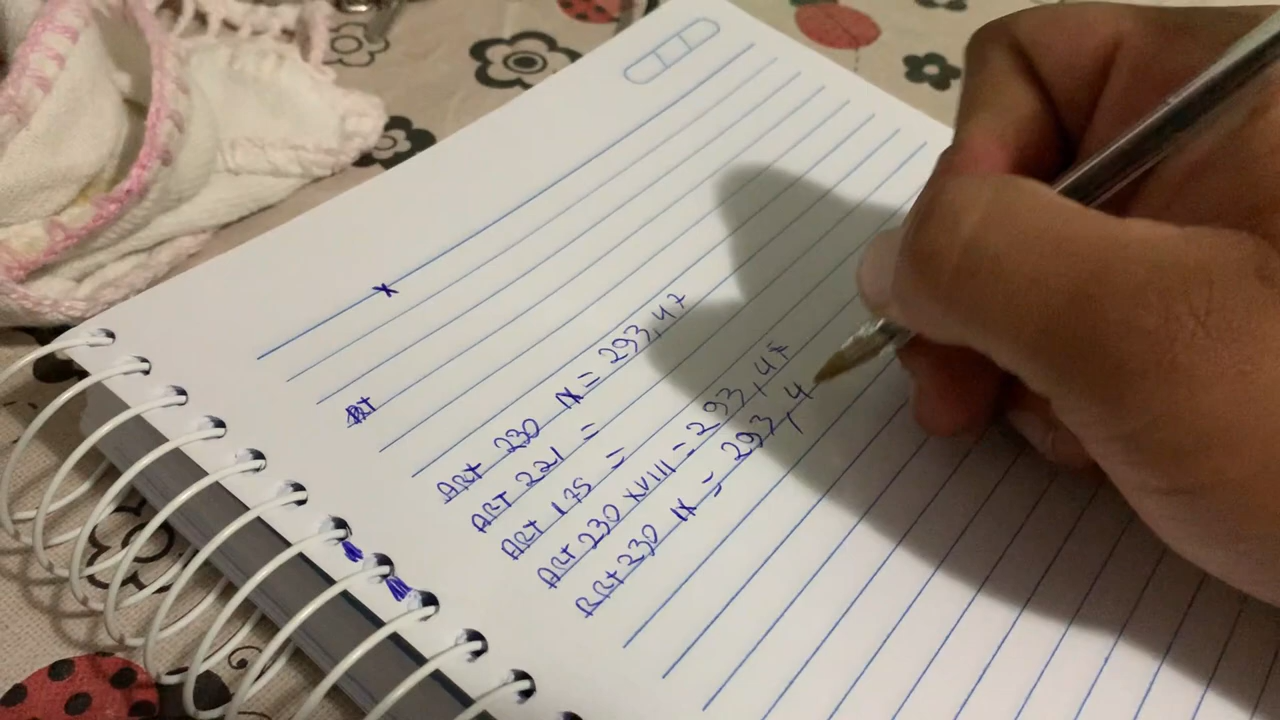 x
ART
ART 230 IX = 293,47
ART 221 =
ART 175 =
ART 230 XVIII = 293,47
ART 230 IX = 293,4